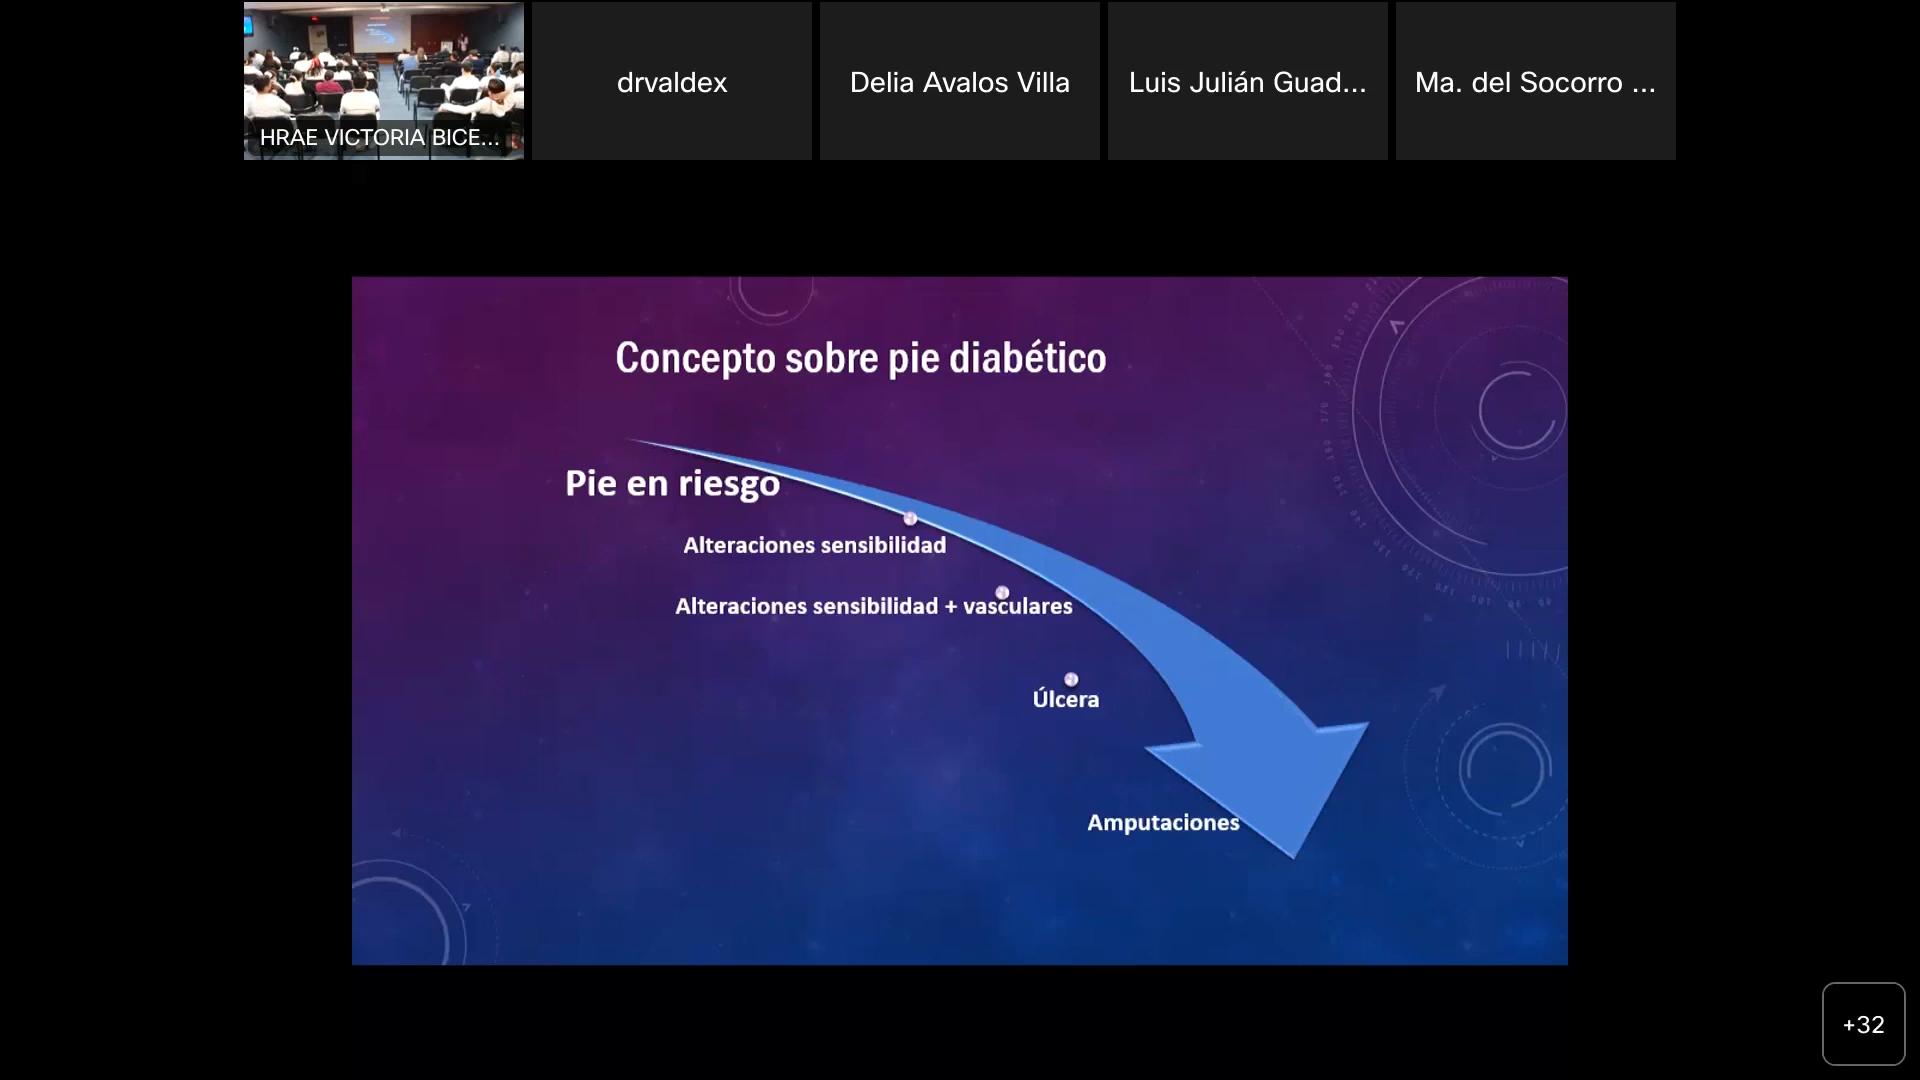 HRAE VICTORIA BICE...
drvaldex
Delia Avalos Villa
Luis Julián Guad...
Ma. del Socorro ...
Concepto sobre pie diabético
Pie en riesgo
Alteraciones sensibilidad
Alteraciones sensibilidad + vasculares
Úlcera
Amputaciones
+32